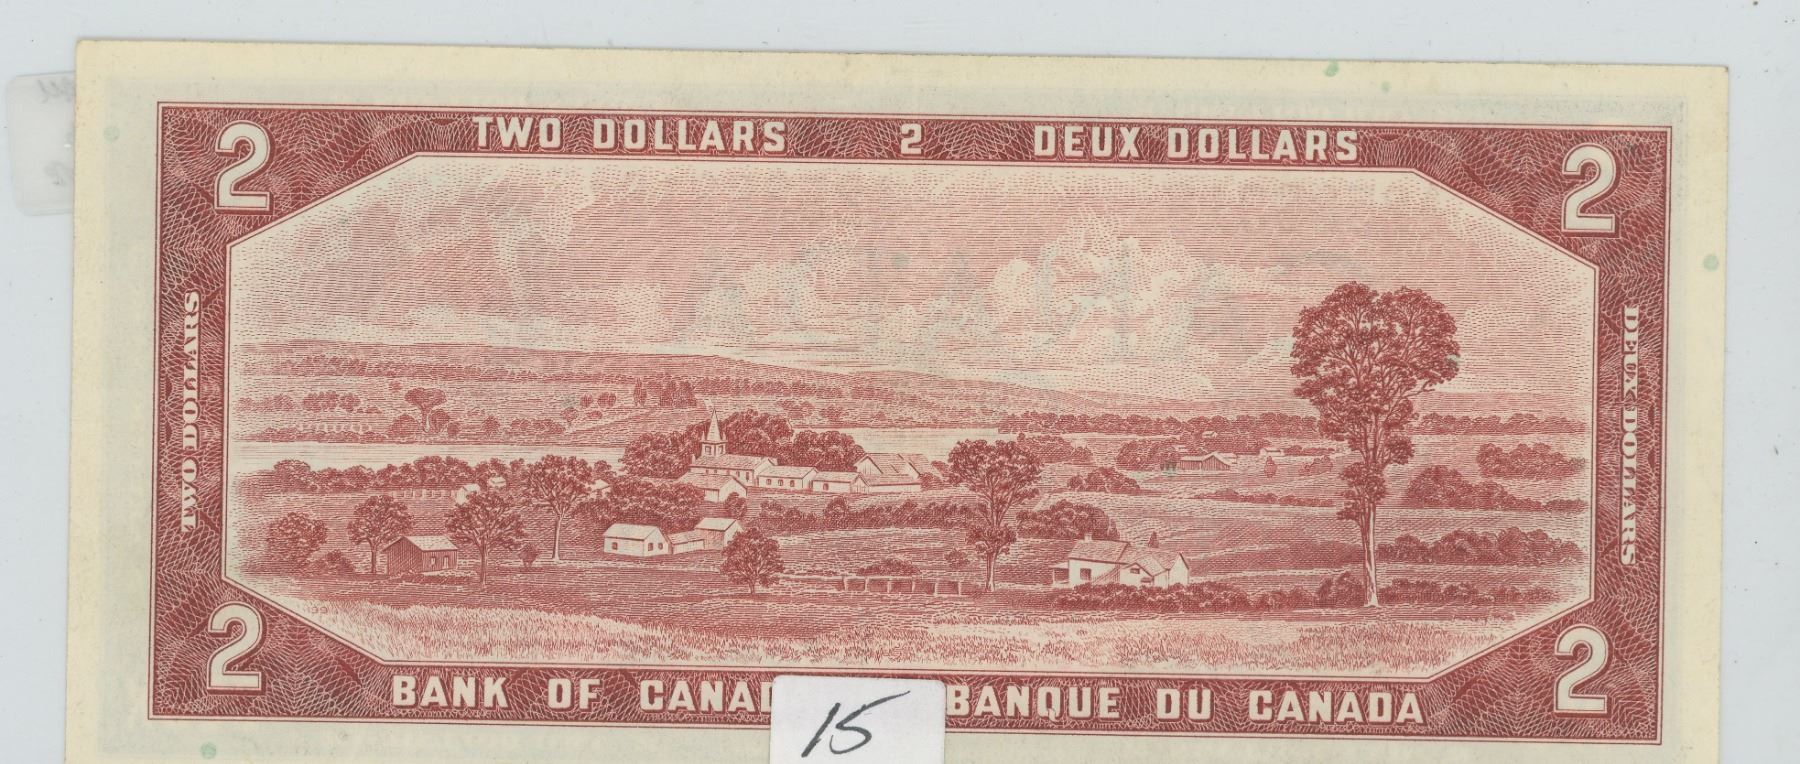 2 TWO DOLLARS 2 DEUX DOLLARS 2
TWO DOLLARS
DEUX DOLLARS
2 BANK OF CANAD BANQUE DU CANADA 2
15